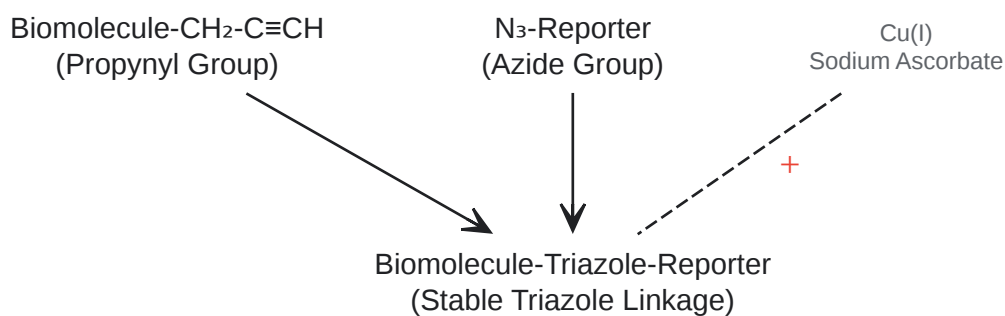 Biomolecule-CH₂-C≡CH
(Propynyl Group)
N₃-Reporter
(Azide Group)
Cu(I)
Sodium Ascorbate
+
Biomolecule-Triazole-Reporter
(Stable Triazole Linkage)